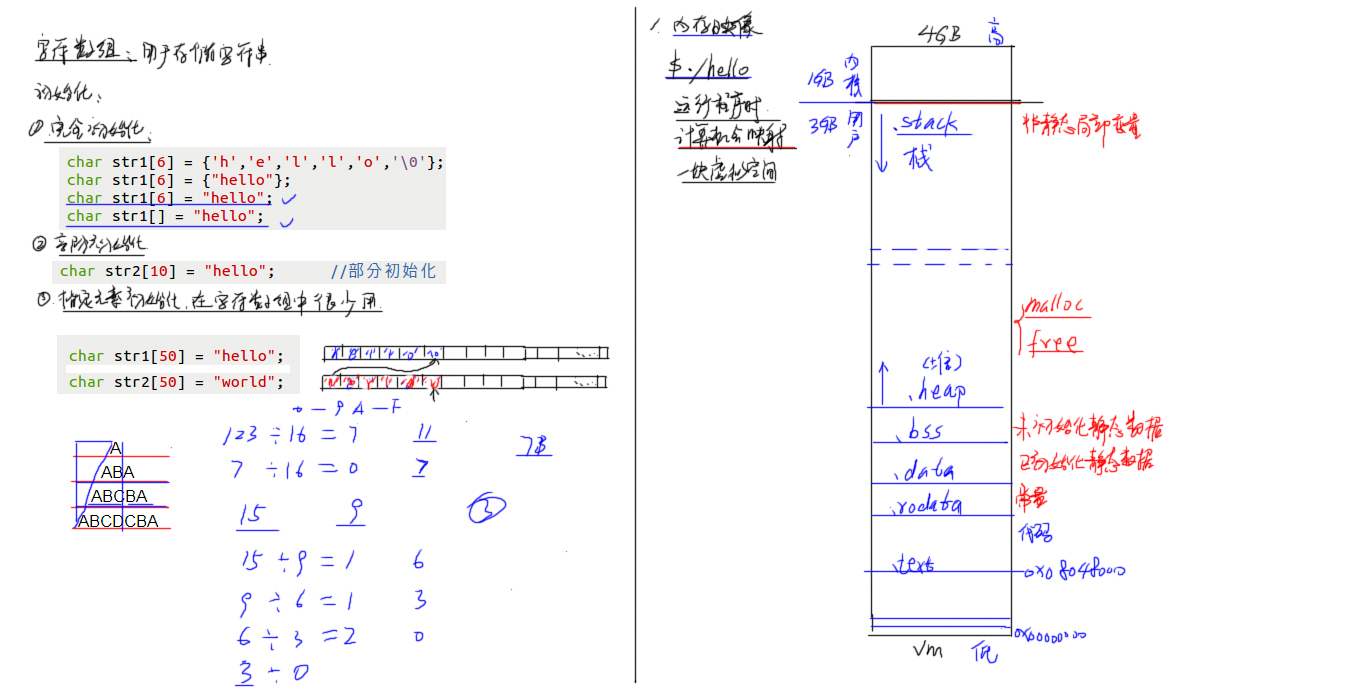 字符数组：用于存储字符串
初始化：
① 完全初始化
char str1[6] = {'h','e','l','l','o','\0'};
char str1[6] = {"hello"};
char str1[6] = "hello";
char str1[] = "hello";
② 部分初始化
char str2[10] = "hello"; //部分初始化
③ 指定元素初始化，在字符数组中很少用
char str1[50] = "hello";
char str2[50] = "world";
0—9 A—F
123 ÷ 16 = 7 11
7 ÷ 16 = 0 7
7B
A
ABA
ABCBA
ABCDCBA
15 9
③
15 ÷ 9 = 1 6
9 ÷ 6 = 1 3
6 ÷ 3 = 2 0
3 ÷ 0
1. 内存映像
$ ./hello
运行程序时
计算机会映射
一块虚拟空间
4GB 高
1GB 内核
3GB 用户
.stack 非静态局部变量
栈
malloc
free
.heap
.bss 未初始化静态数据
.data 已初始化静态数据
.rodata 常量
代码
.text 0x08048000
0x00000000
vm 低